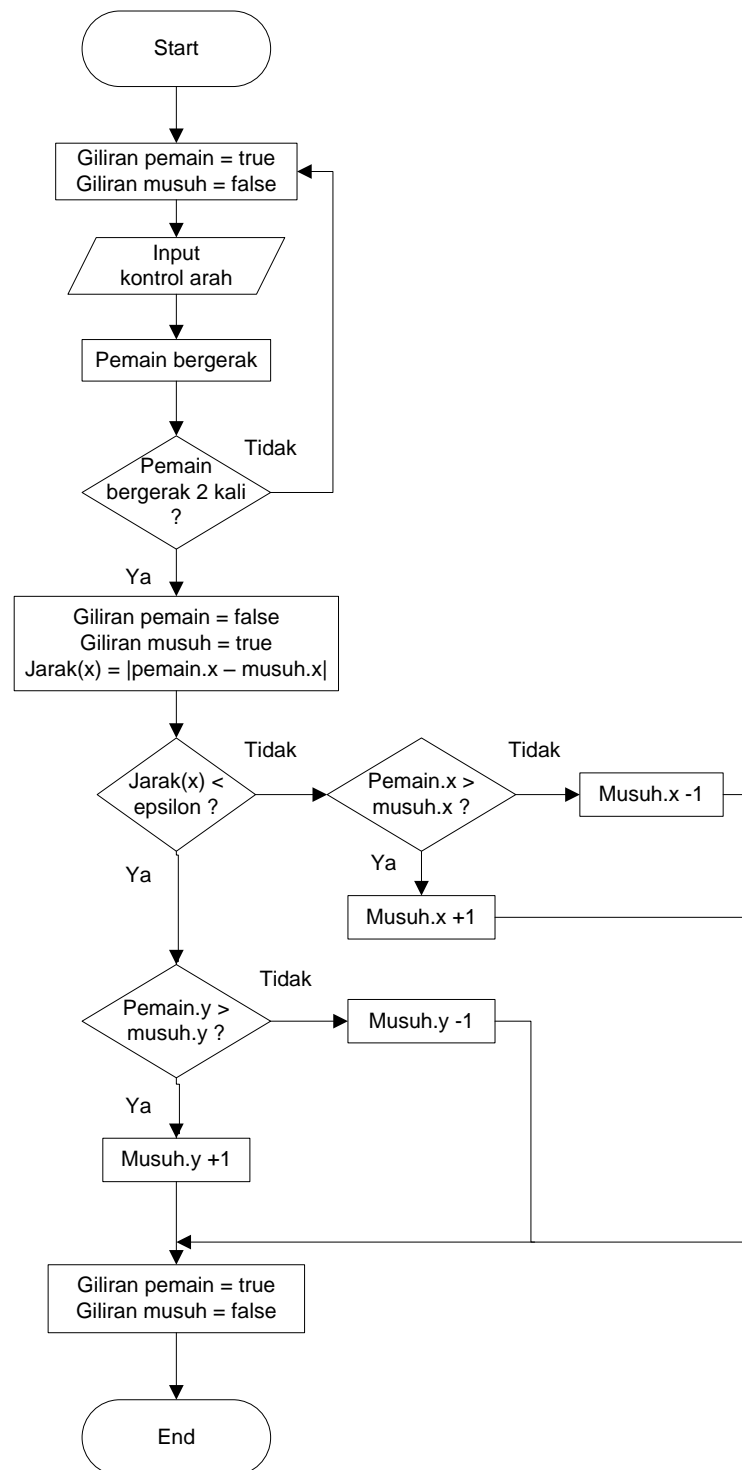 Start
Giliran pemain = true
Giliran musuh = false
Input
kontrol arah
Pemain bergerak
Tidak
Pemain
bergerak 2 kali
?
Ya
Giliran pemain = false
Giliran musuh = true
Jarak(x) = |pemain.x – musuh.x|
Tidak
Tidak
Jarak(x) <
epsilon ?
Pemain.x >
musuh.x ?
Musuh.x -1
Ya
Ya
Musuh.x +1
Tidak
Pemain.y >
musuh.y ?
Musuh.y -1
Ya
Musuh.y +1
Giliran pemain = true
Giliran musuh = false
End